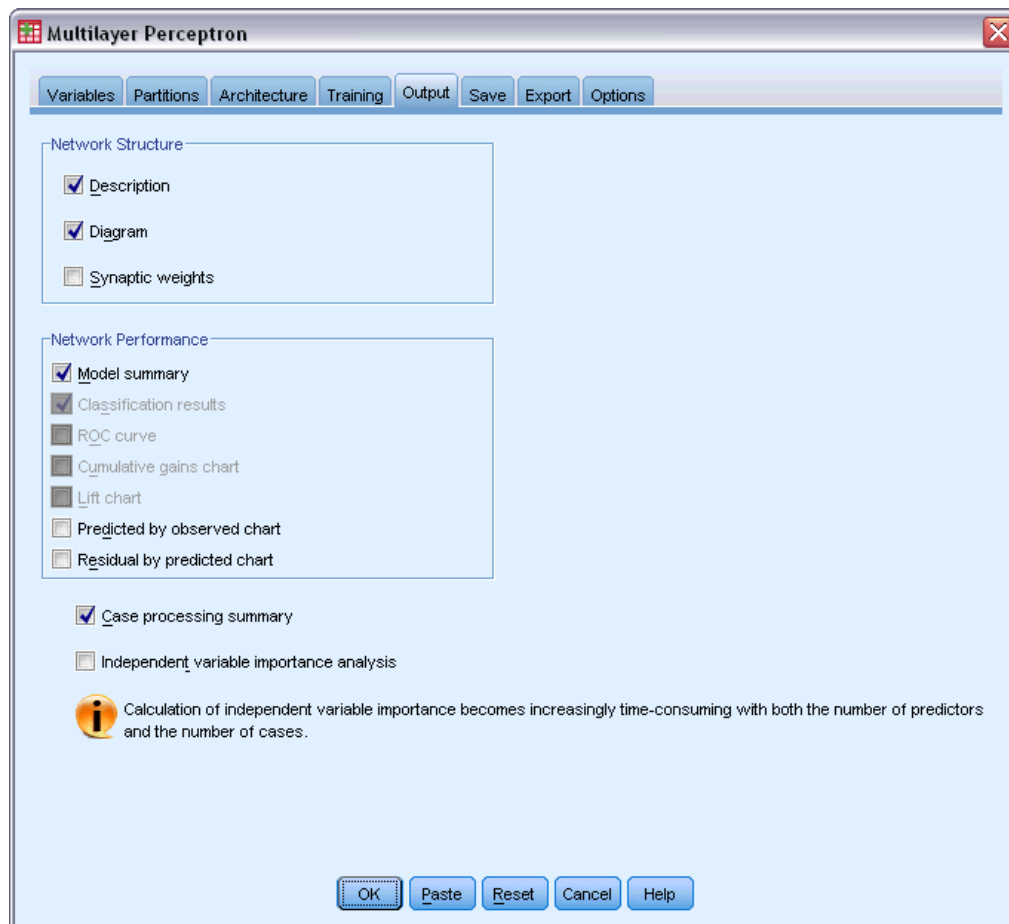 Multilayer Perceptron
Variables Partitions Architecture Training Output Save Export Options
Network Structure
Description
Diagram
Synaptic weights
Network Performance
Model summary
Classification results
ROC curve
Cumulative gains chart
Lift chart
Predicted by observed chart
Residual by predicted chart
Case processing summary
Independent variable importance analysis
Calculation of independent variable importance becomes increasingly time-consuming with both the number of predictors
and the number of cases.
OK Paste Reset Cancel Help